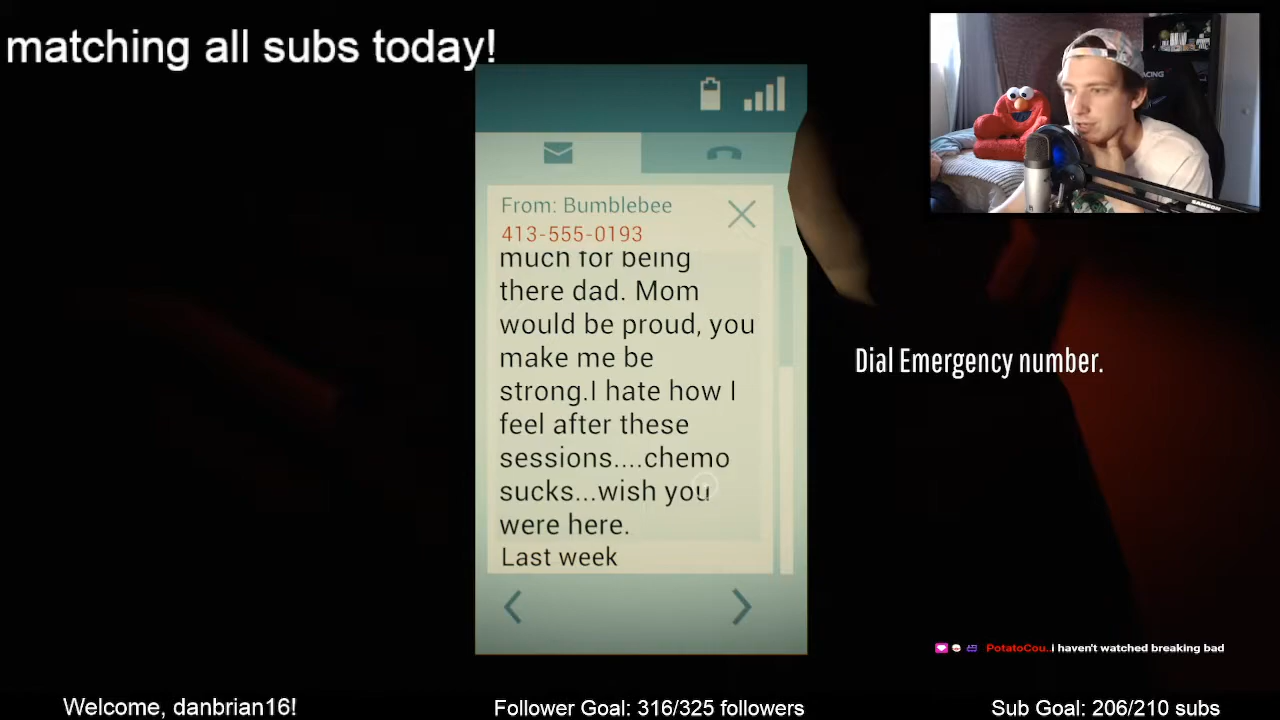 matching all subs today!
From: Bumblebee
413-555-0193
much for being
there dad. Mom
would be proud, you
make me be
strong.I hate how I
feel after these
sessions....chemo
sucks...wish you
were here.
Last week
Dial Emergency number.
PotatoCou.. i haven't watched breaking bad
Welcome, danbrian16!
Follower Goal: 316/325 followers
Sub Goal: 206/210 subs
SAMSON